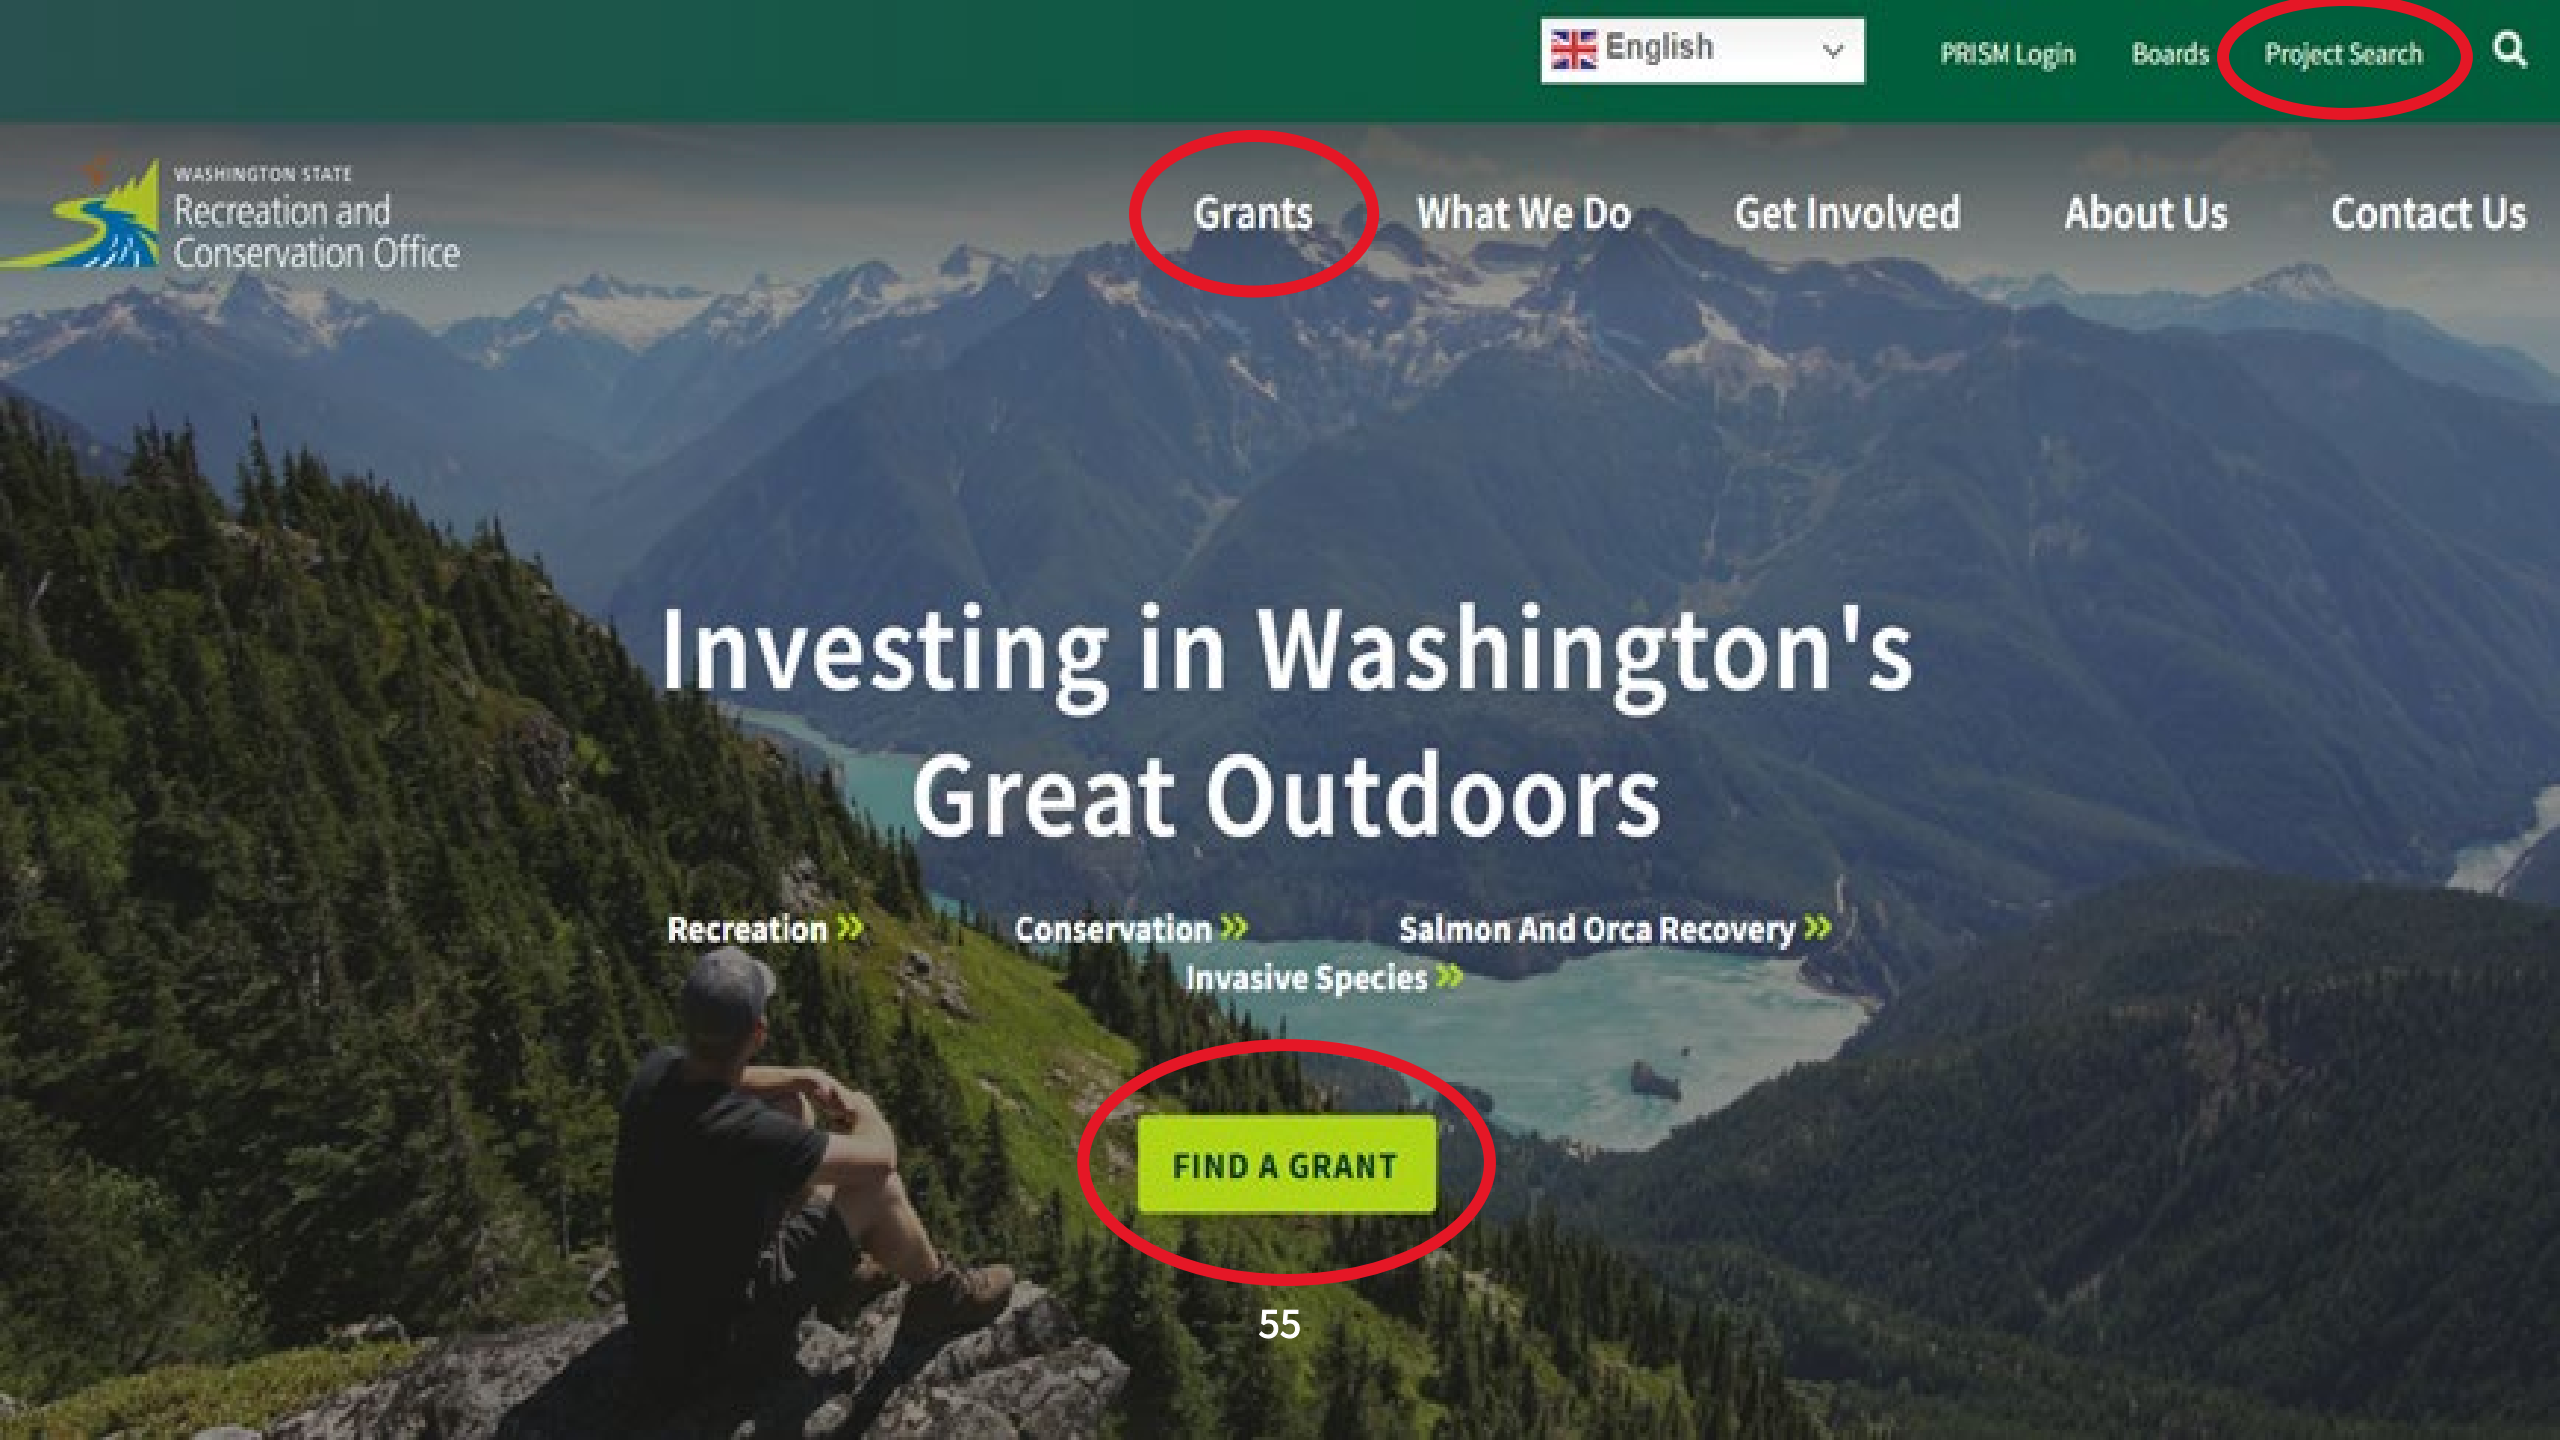 English
PRISM Login
Boards
Project Search
WASHINGTON STATE
Recreation and
Conservation Office
Grants
What We Do
Get Involved
About Us
Contact Us
Investing in Washington's
Great Outdoors
Recreation »
Conservation »
Salmon And Orca Recovery »
Invasive Species »
FIND A GRANT
55